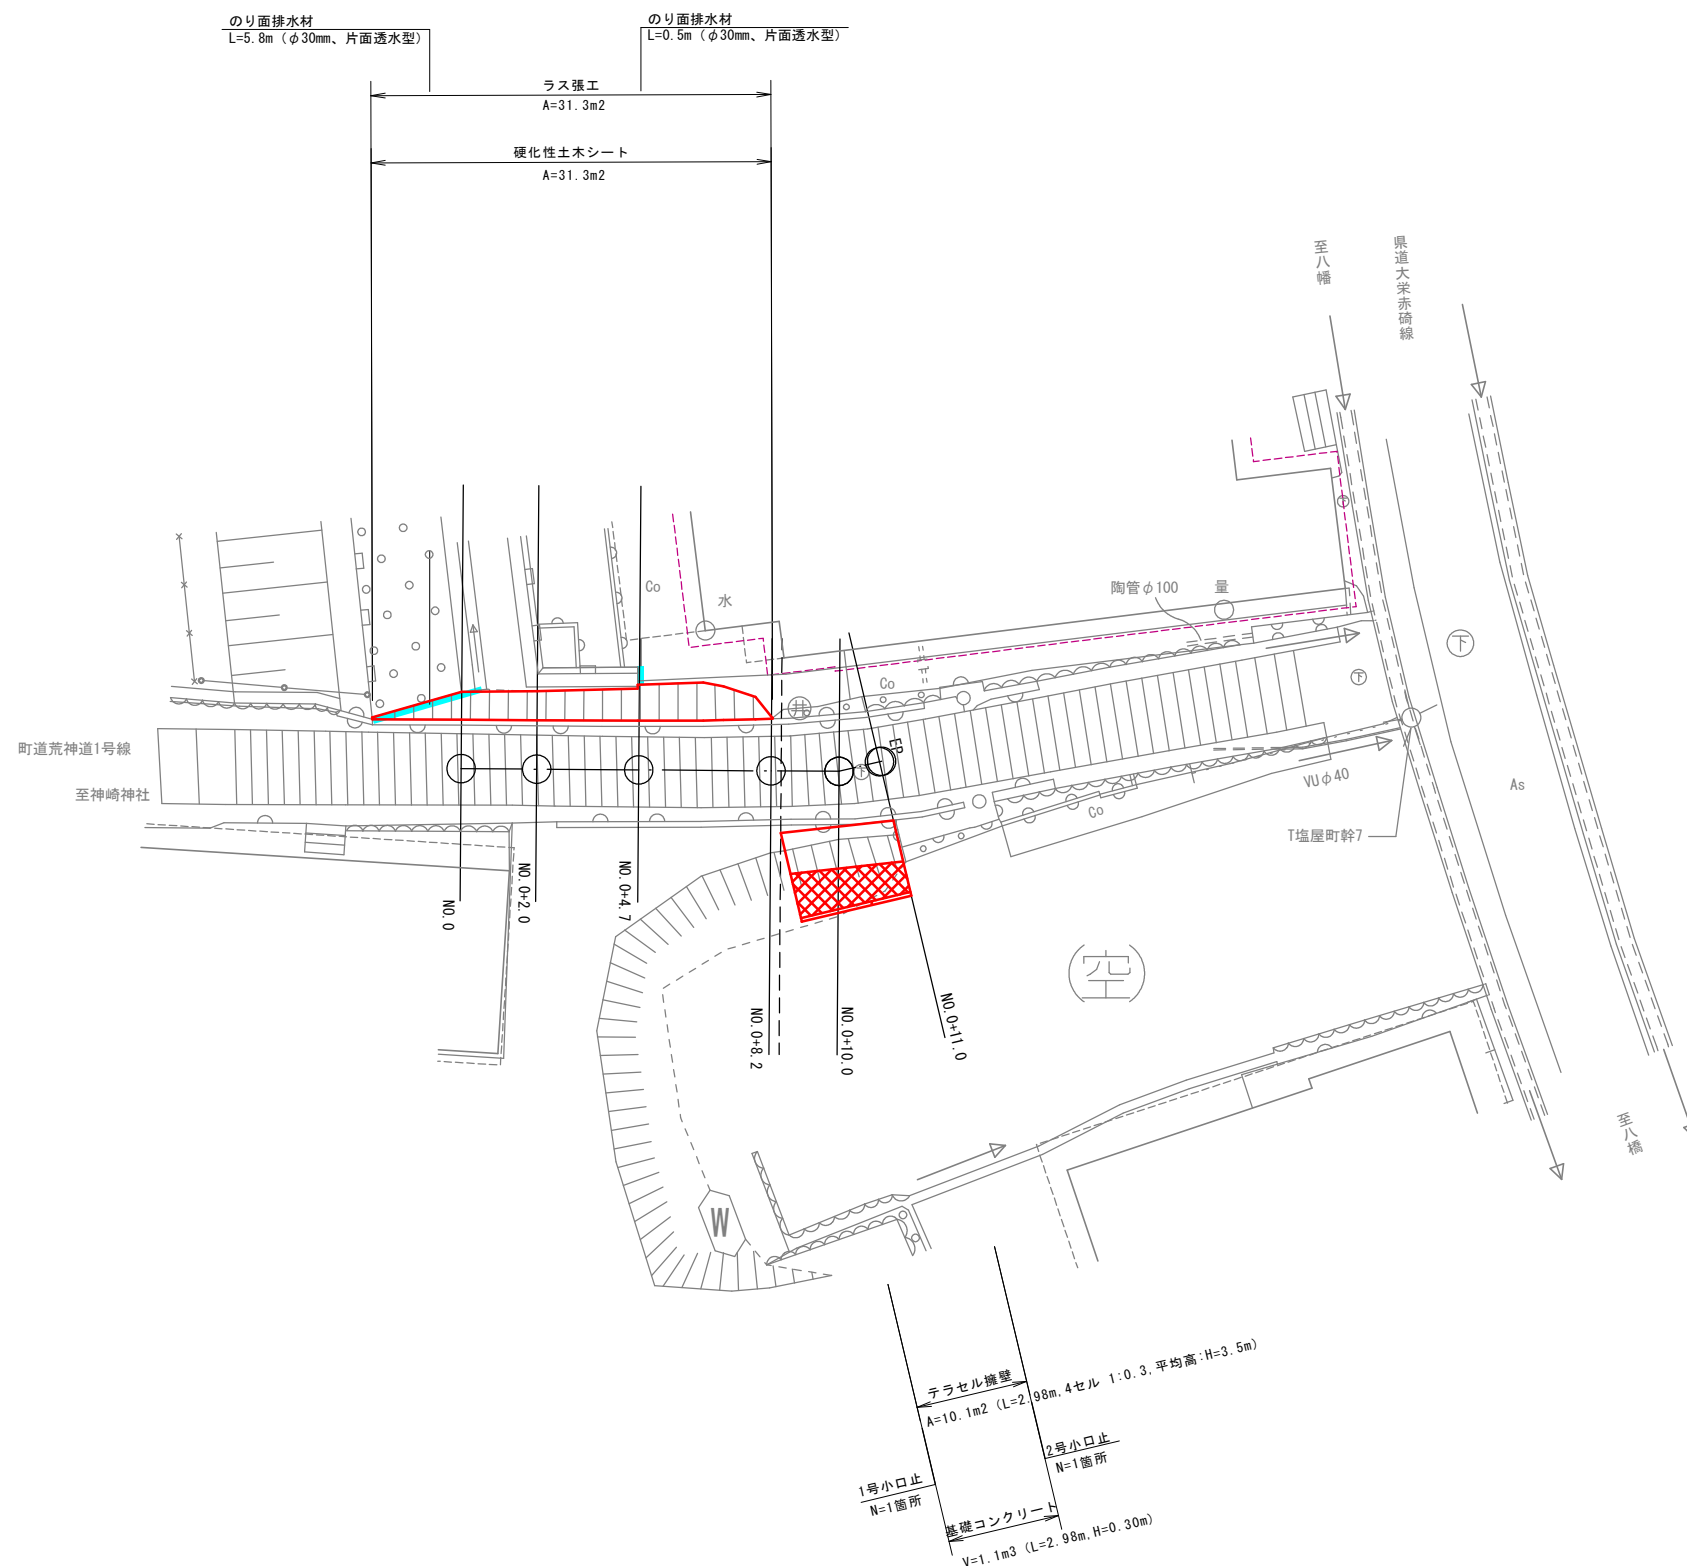 のり面排水材
L=5.8m（φ30mm、片面透水型）
のり面排水材
L=0.5m（φ30mm、片面透水型）
ラス張工
A=31.3m2
硬化性土木シート
A=31.3m2
至八幡
県道大栄赤碕線
Co
水
陶管φ100
量
下
下
下
Co
井
町道荒神道1号線
至神崎神社
EP
下
VUφ40
As
Co
T塩屋町幹7
NO.0
NO.0+2.0
NO.0+4.7
NO.0+8.2
NO.0+10.0
NO.0+11.0
空
至八橋
W
テラセル擁壁
A=10.1m2（L=2.98m,4セル 1:0.3,平均高:H=3.5m）
2号小口止
N=1箇所
1号小口止
N=1箇所
基礎コンクリート
V=1.1m3（L=2.98m,H=0.30m）